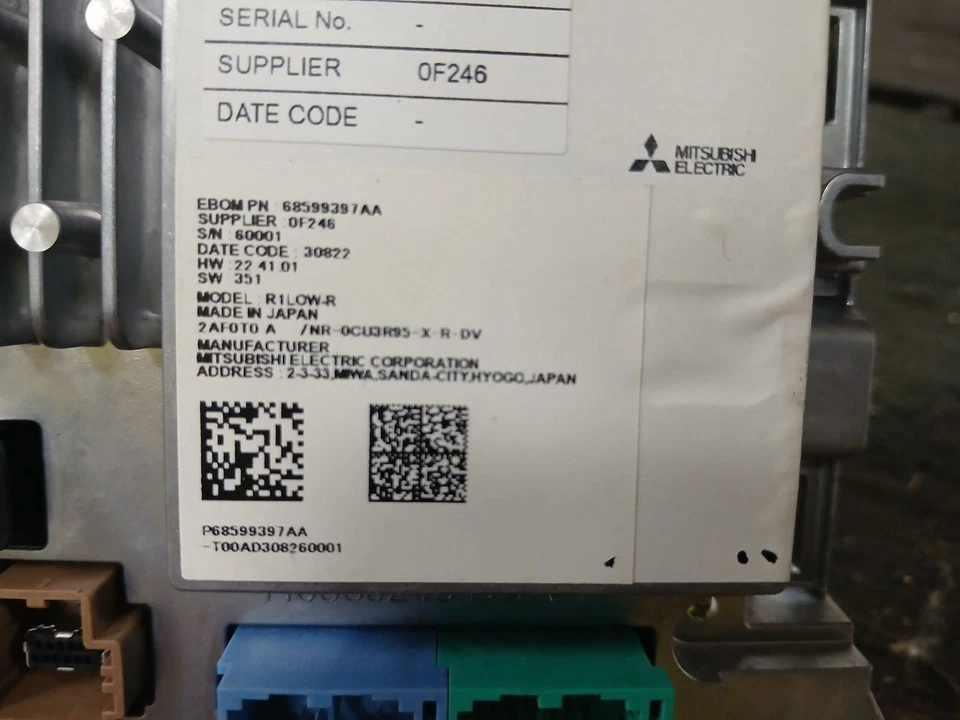 SERIAL No. -
SUPPLIER 0F246
DATE CODE -
MITSUBISHI
ELECTRIC
EBOM PN : 68599397AA
SUPPLIER : 0F246
S/N : 60001
DATE CODE : 30822
HW : 22.41.01
SW : 351
MODEL : R1LOW-R
MADE IN JAPAN
2AF0T0 A /NR-0CU3R95-X-R-DV
MANUFACTURER
MITSUBISHI ELECTRIC CORPORATION
ADDRESS : 2-3-33,MIWA,SANDA-CITY,HYOGO,JAPAN
P68599397AA
-T00AD308260001